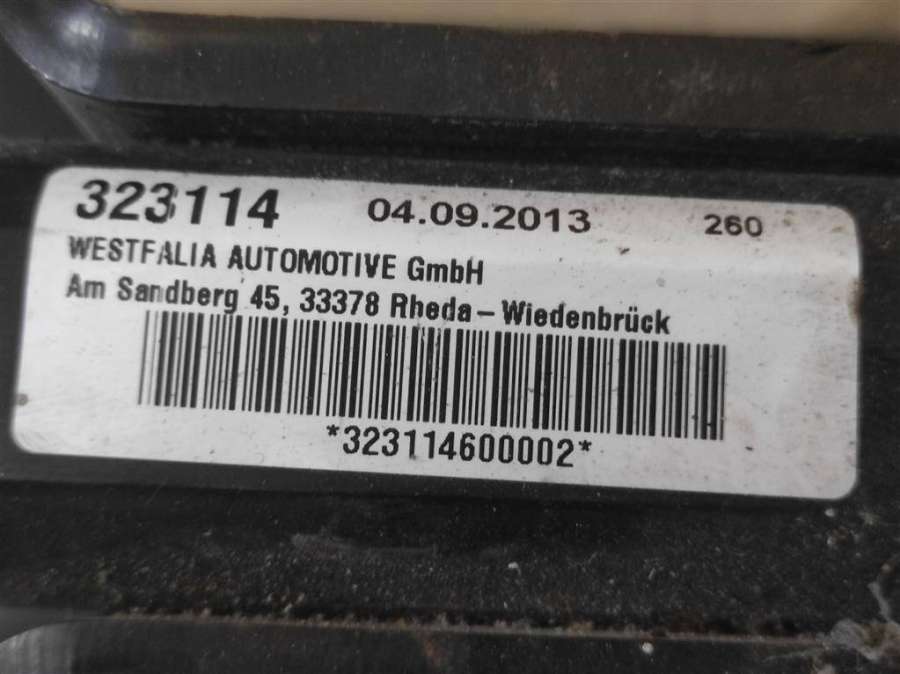 323114 04.09.2013 260
WESTFALIA AUTOMOTIVE GmbH
Am Sandberg 45, 33378 Rheda-Wiedenbrück
*323114600002*